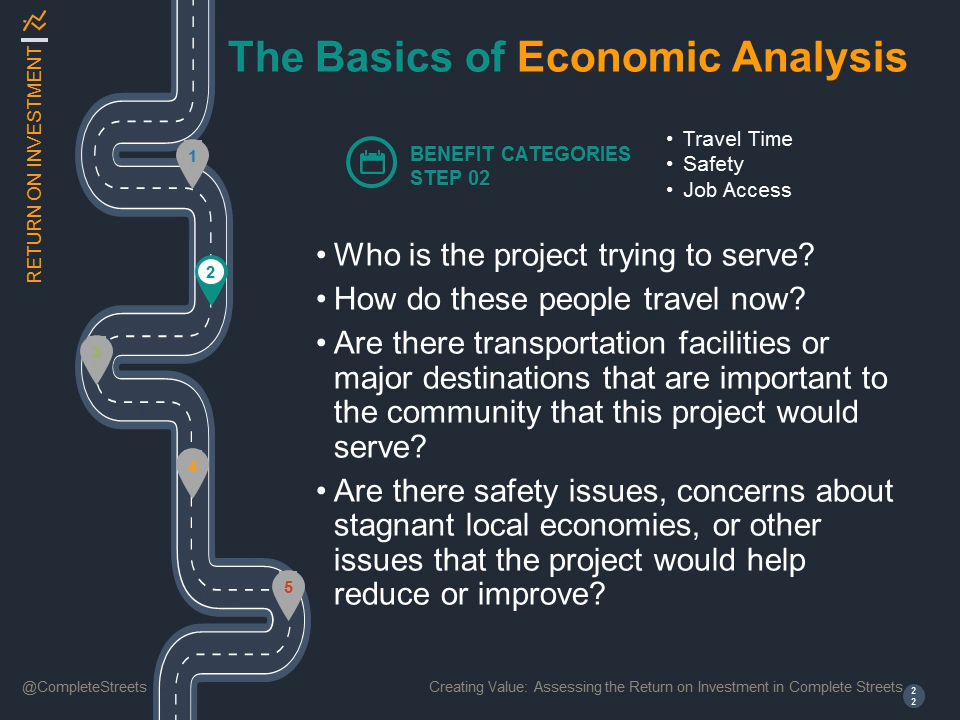 RETURN ON INVESTMENT
The Basics of Economic Analysis
BENEFIT CATEGORIES
STEP 02
• Travel Time
• Safety
• Job Access
1
2
3
4
5
• Who is the project trying to serve?
• How do these people travel now?
• Are there transportation facilities or
major destinations that are important to
the community that this project would
serve?
• Are there safety issues, concerns about
stagnant local economies, or other
issues that the project would help
reduce or improve?
@CompleteStreets
Creating Value: Assessing the Return on Investment in Complete Streets
2
2